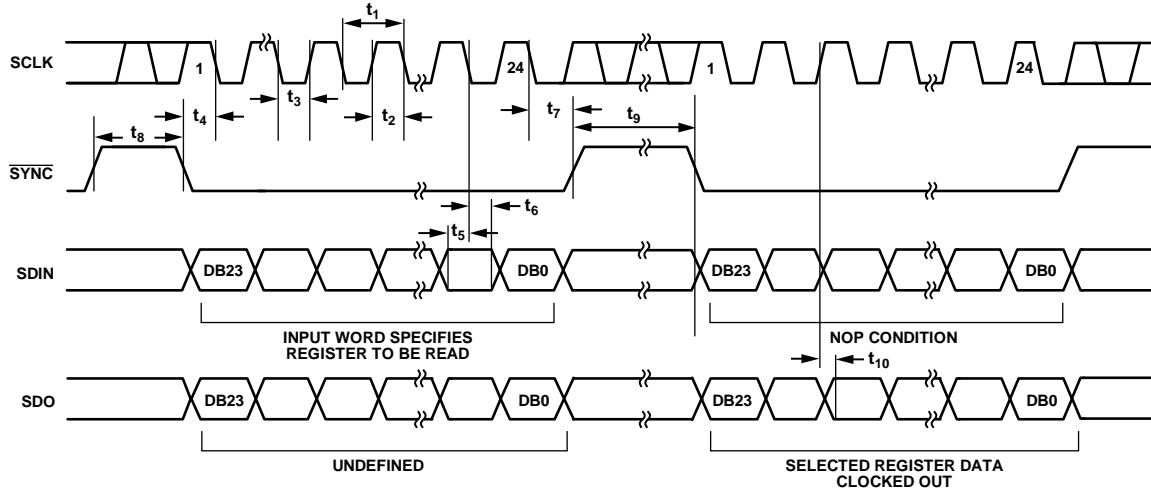 t1
SCLK
1
24
1
24
t3
t2
t7
t4
t8
t9
SYNC
t6
t5
SDIN
DB23
DB0
DB23
DB0
INPUT WORD SPECIFIES
REGISTER TO BE READ
NOP CONDITION
t10
SDO
DB23
DB0
DB23
DB0
UNDEFINED
SELECTED REGISTER DATA
CLOCKED OUT